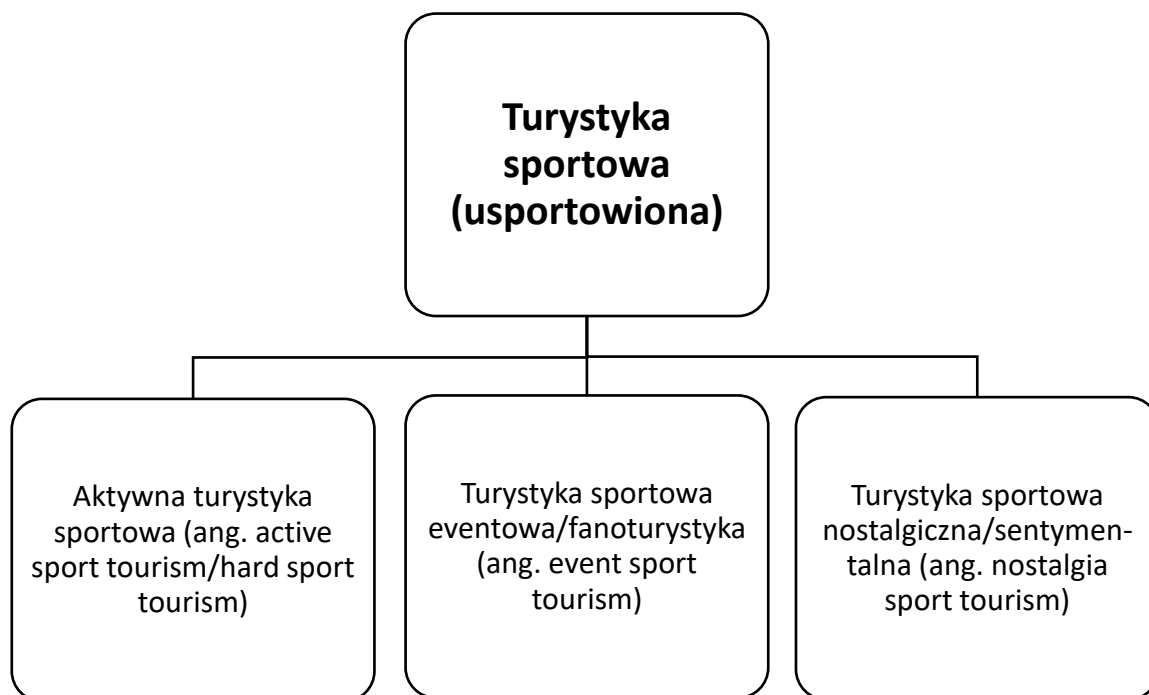 Turystyka
sportowa
(usportowiona)
Aktywna turystyka
sportowa (ang. active
sport tourism/hard sport
tourism)
Turystyka sportowa
eventowa/fanoturystyka
(ang. event sport
tourism)
Turystyka sportowa
nostalgiczna/sentymen-
talna (ang. nostalgia
sport tourism)